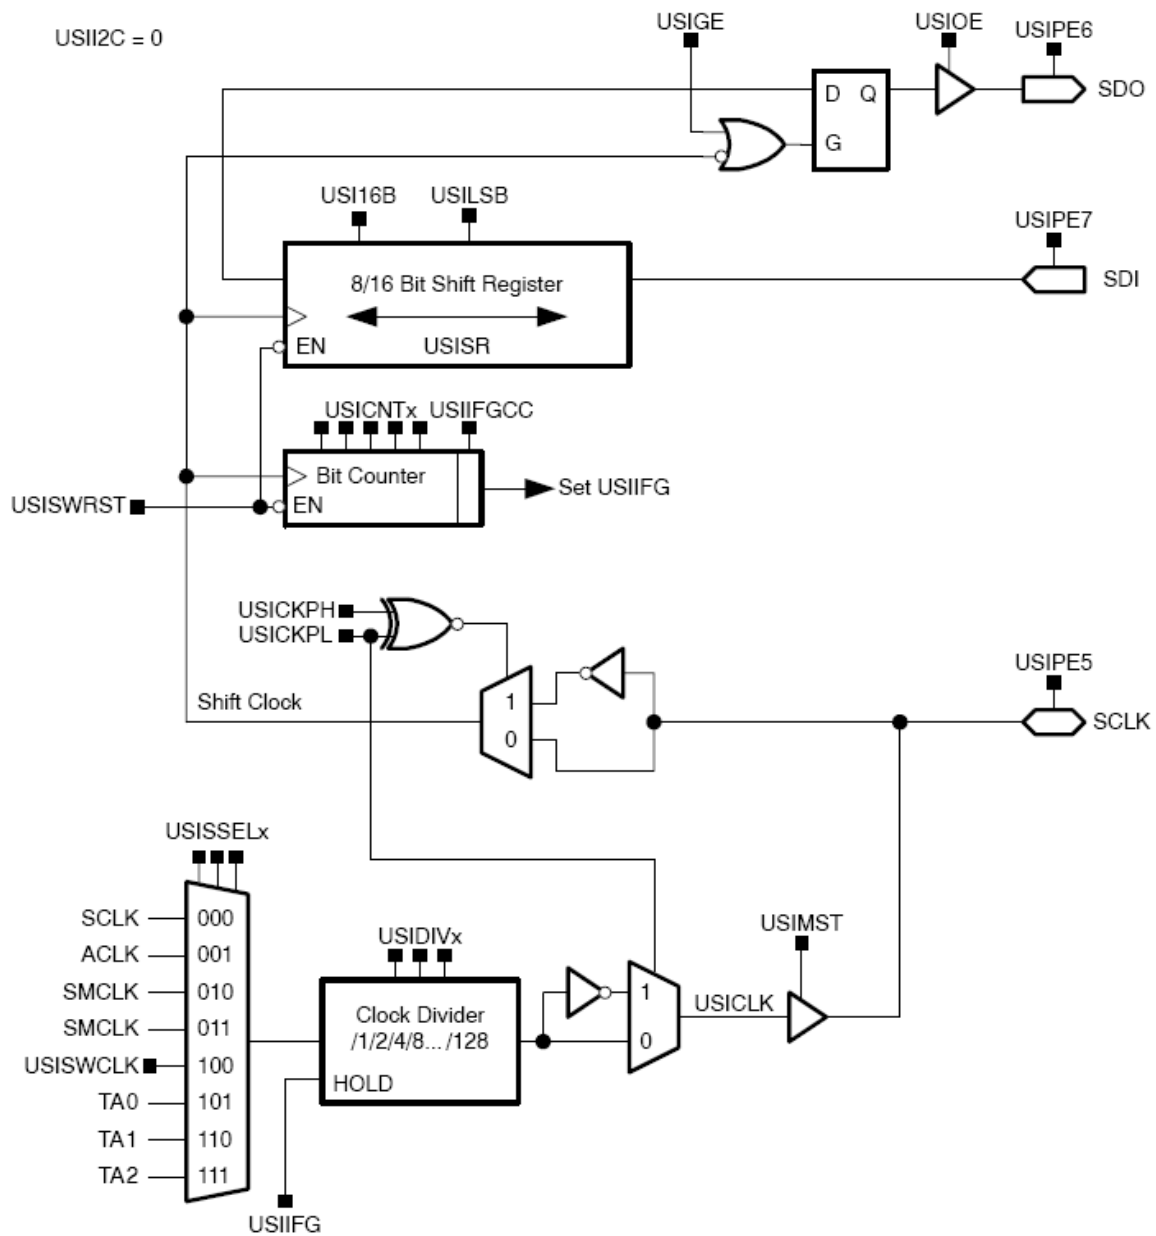 USII2C = 0
USIGE
USIOE
USIPE6
D Q
SDO
G
USI16B
USILSB
USIPE7
8/16 Bit Shift Register
SDI
EN
USISR
USICNTx
USIIFGCC
Bit Counter
Set USIIFG
USISWRST
EN
USICKPH
USICKPL
USIPE5
Shift Clock
1
0
SCLK
USISSELx
SCLK
000
USIMST
USIDIVx
ACLK
001
SMCLK
010
1
USICLK
Clock Divider
SMCLK
011
/1/2/4/8... /128
0
USISWCLK
100
HOLD
TA0
101
TA1
110
TA2
111
USIIFG